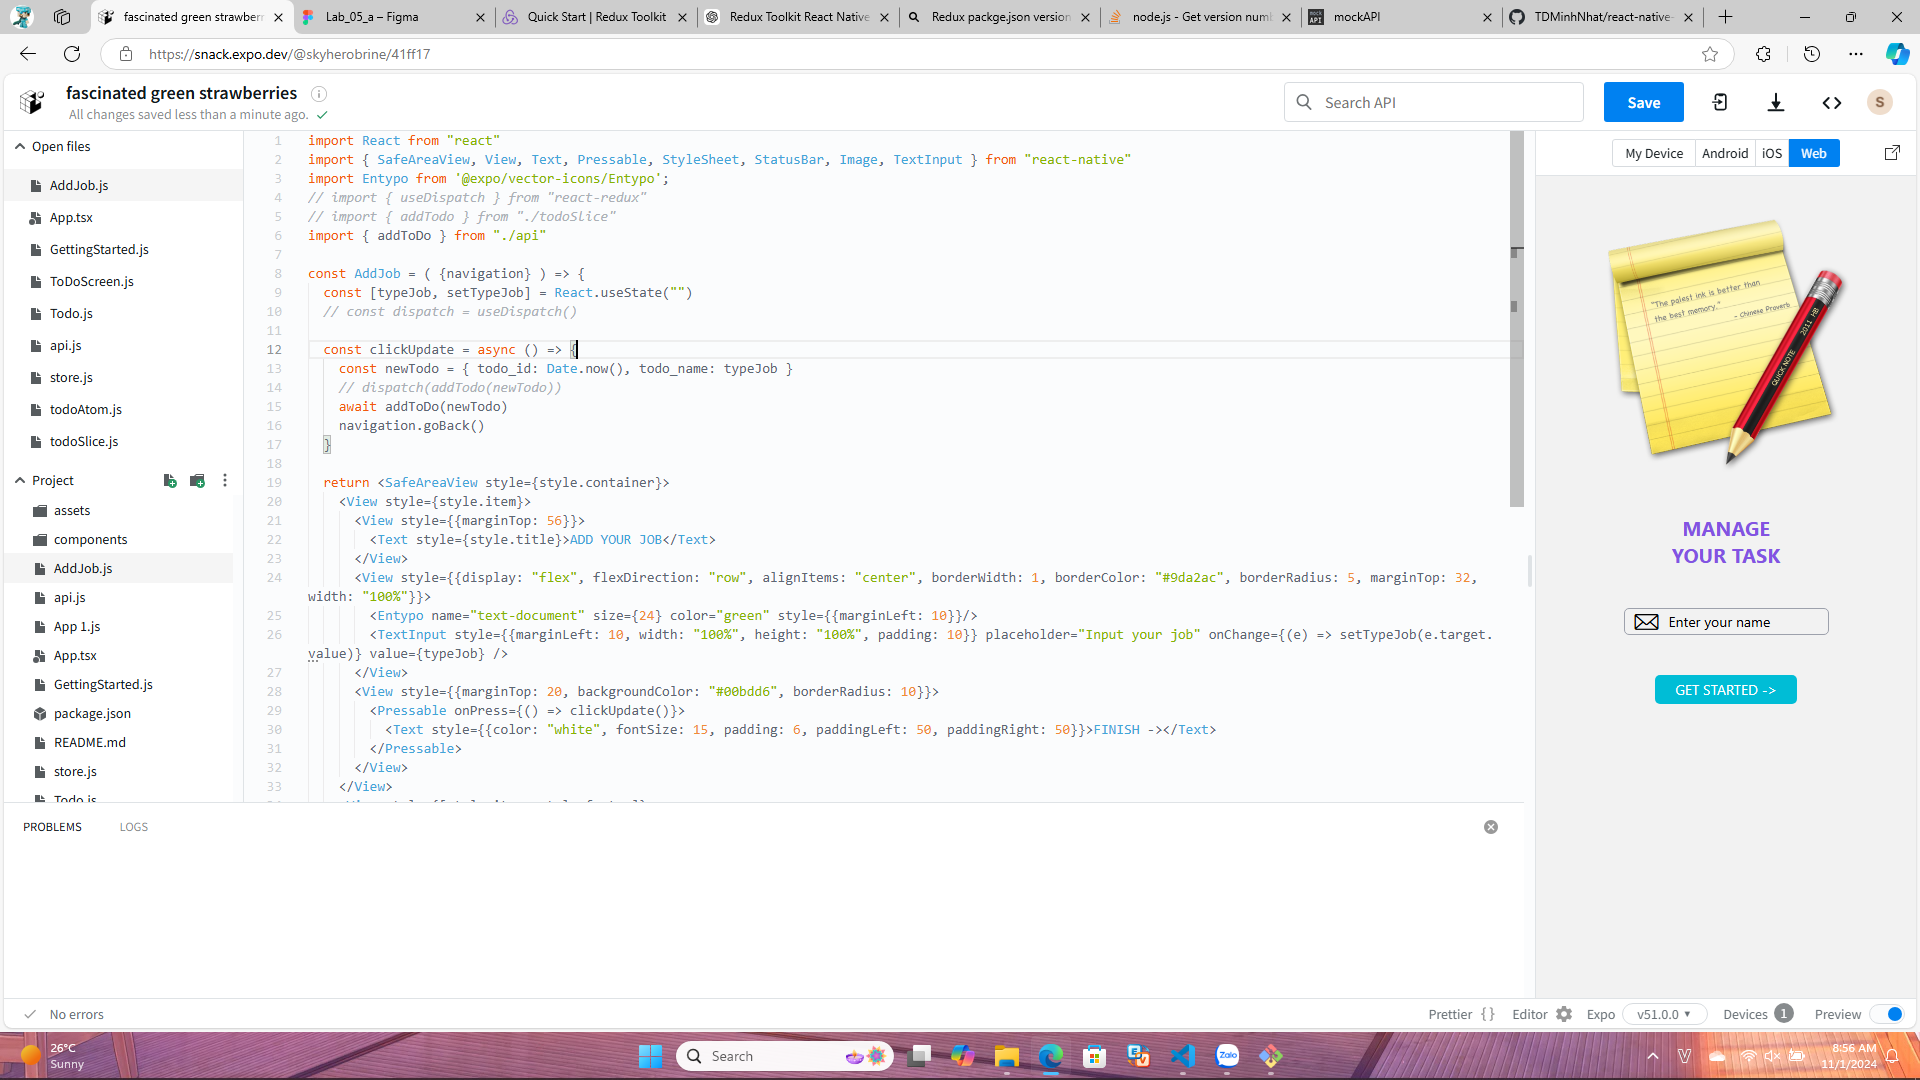 fascinated green strawberr
Lab_05_a – Figma
Quick Start | Redux Toolkit
Redux Toolkit React Native
Redux packge.json version
node.js - Get version num
mockAPI
TDMinhNhat/react-native-
https://snack.expo.dev/@skyherobrine/41ff17
fascinated green strawberries
All changes saved less than a minute ago.
Search API
Save
S
Open files
AddJob.js
App.tsx
GettingStarted.js
ToDoScreen.js
Todo.js
api.js
store.js
todoAtom.js
todoSlice.js
Project
assets
components
AddJob.js
api.js
App 1.js
App.tsx
GettingStarted.js
package.json
README.md
store.js
Todo.js
1 import React from "react"
2 import { SafeAreaView, View, Text, Pressable, StyleSheet, StatusBar, Image, TextInput } from "react-native"
3 import Entypo from '@expo/vector-icons/Entypo';
4 // import { useDispatch } from "react-redux"
5 // import { addTodo } from "./todoSlice"
6 import { addToDo } from "./api"
7
8 const AddJob = ( {navigation} ) => {
9 const [typeJob, setTypeJob] = React.useState("")
10 // const dispatch = useDispatch()
11
12 const clickUpdate = async () => {
13 const newTodo = { todo_id: Date.now(), todo_name: typeJob }
14 // dispatch(addTodo(newTodo))
15 await addToDo(newTodo)
16 navigation.goBack()
17 }
18
19 return <SafeAreaView style={style.container}>
20 <View style={style.item}>
21 <View style={{marginTop: 56}}>
22 <Text style={style.title}>ADD YOUR JOB</Text>
23 </View>
24 <View style={{display: "flex", flexDirection: "row", alignItems: "center", borderWidth: 1, borderColor: "#9da2ac", borderRadius: 5, marginTop: 32,
width: "100%"}}>
25 <Entypo name="text-document" size={24} color="green" style={{marginLeft: 10}}/>
26 <TextInput style={{marginLeft: 10, width: "100%", height: "100%", padding: 10}} placeholder="Input your job" onChange={(e) => setTypeJob(e.target.
value)} value={typeJob} />
27 </View>
28 <View style={{marginTop: 20, backgroundColor: "#00bdd6", borderRadius: 10}}>
29 <Pressable onPress={() => clickUpdate()}>
30 <Text style={{color: "white", fontSize: 15, padding: 6, paddingLeft: 50, paddingRight: 50}}>FINISH -></Text>
31 </Pressable>
32 </View>
33 </View>
My Device
Android
iOS
Web
"The palest ink is better than
the best memory."
- Chinese Proverb
QUICK NOTE
2011 HB
MANAGE
YOUR TASK
Enter your name
GET STARTED ->
PROBLEMS
LOGS
No errors
Prettier { }
Editor
Expo
v51.0.0
Devices 1
Preview
26°C
Sunny
Search
Zalo
V
8:56 AM
11/1/2024